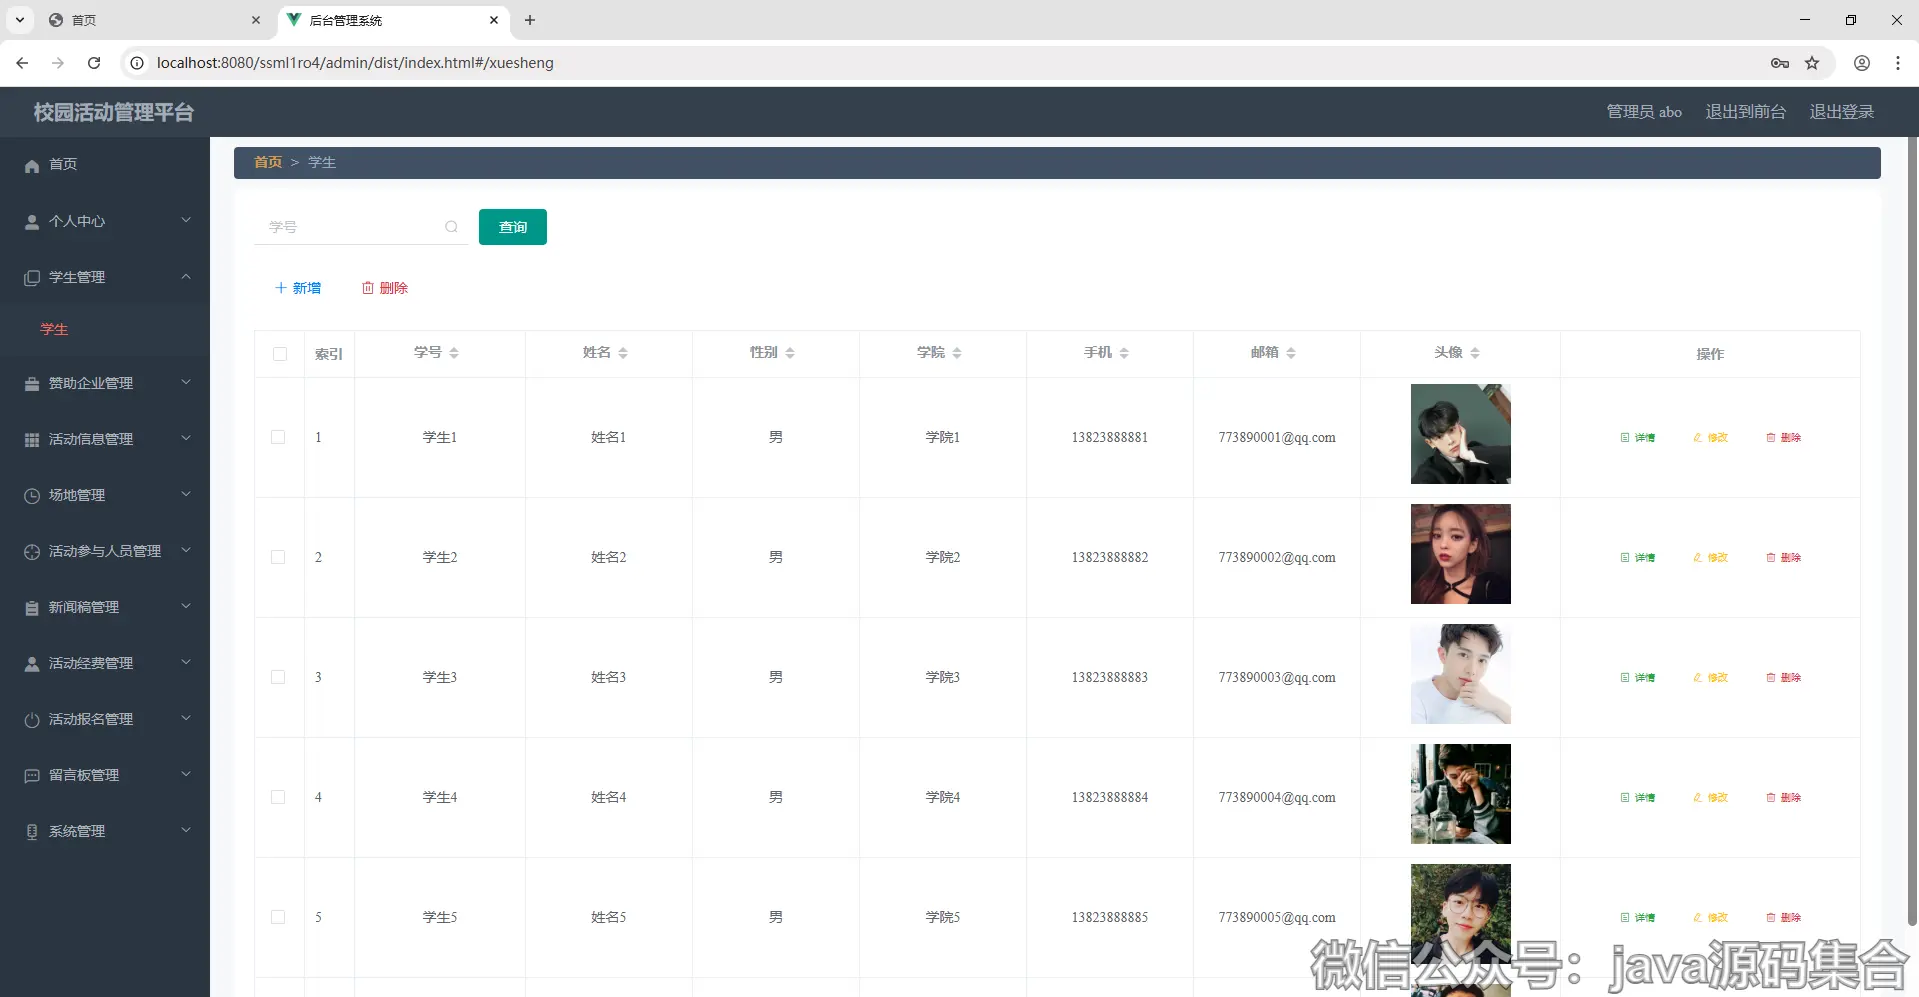 首页
后台管理系统
localhost:8080/ssml1ro4/admin/dist/index.html#/xuesheng
校园活动管理平台
管理员 abo 退出到前台 退出登录
首页
个人中心
学生管理
学生
赞助企业管理
活动信息管理
场地管理
活动参与人员管理
新闻稿管理
活动经费管理
活动报名管理
留言板管理
系统管理
首页 > 学生
学号 查询
新增 删除
索引 学号 姓名 性别 学院 手机 邮箱 头像 操作
1 学生1 姓名1 男 学院1 13823888881 773890001@qq.com 详情 修改 删除
2 学生2 姓名2 男 学院2 13823888882 773890002@qq.com 详情 修改 删除
3 学生3 姓名3 男 学院3 13823888883 773890003@qq.com 详情 修改 删除
4 学生4 姓名4 男 学院4 13823888884 773890004@qq.com 详情 修改 删除
5 学生5 姓名5 男 学院5 13823888885 773890005@qq.com 详情 修改 删除
微信公众号：java源码集合